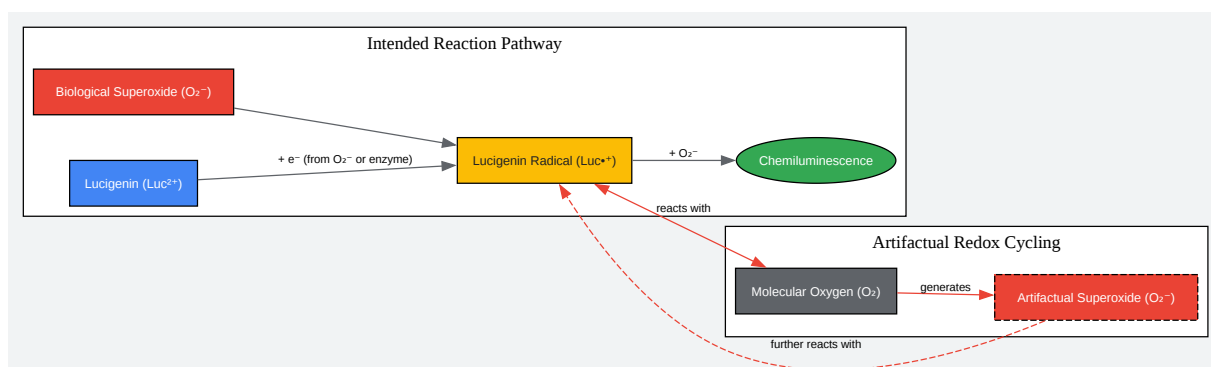 Intended Reaction Pathway
Biological Superoxide (O₂⁻)
+ e⁻ (from O₂⁻ or enzyme)
Lucigenin (Luc²⁺)
Lucigenin Radical (Luc•⁺)
+ O₂⁻
Chemiluminescence
reacts with
Artifactual Redox Cycling
Molecular Oxygen (O₂)
generates
Artifactual Superoxide (O₂⁻)
further reacts with